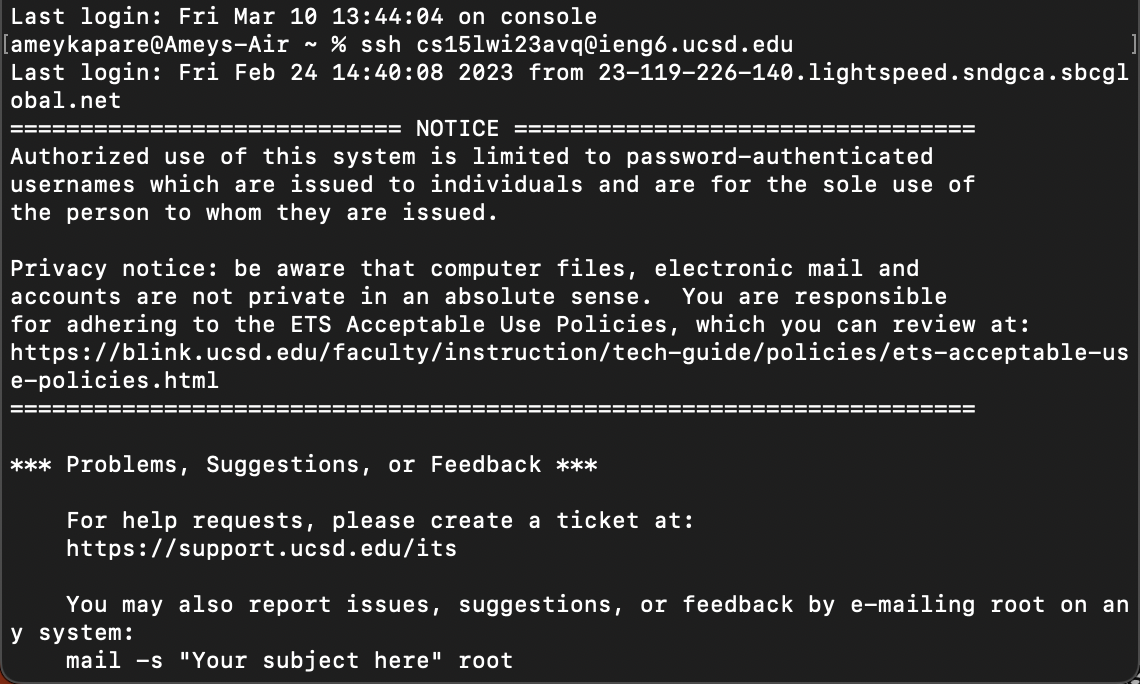 Last login: Fri Mar 10 13:44:04 on console
[ameykapare@Ameys-Air ~ % ssh cs15lwi23avq@ieng6.ucsd.edu ]
Last login: Fri Feb 24 14:40:08 2023 from 23-119-226-140.lightspeed.sndgca.sbcgl
obal.net
============================ NOTICE =================================
Authorized use of this system is limited to password-authenticated
usernames which are issued to individuals and are for the sole use of
the person to whom they are issued.

Privacy notice: be aware that computer files, electronic mail and
accounts are not private in an absolute sense.  You are responsible
for adhering to the ETS Acceptable Use Policies, which you can review at:
https://blink.ucsd.edu/faculty/instruction/tech-guide/policies/ets-acceptable-us
e-policies.html
=====================================================================

*** Problems, Suggestions, or Feedback ***

    For help requests, please create a ticket at:
    https://support.ucsd.edu/its

    You may also report issues, suggestions, or feedback by e-mailing root on an
y system:
    mail -s "Your subject here" root